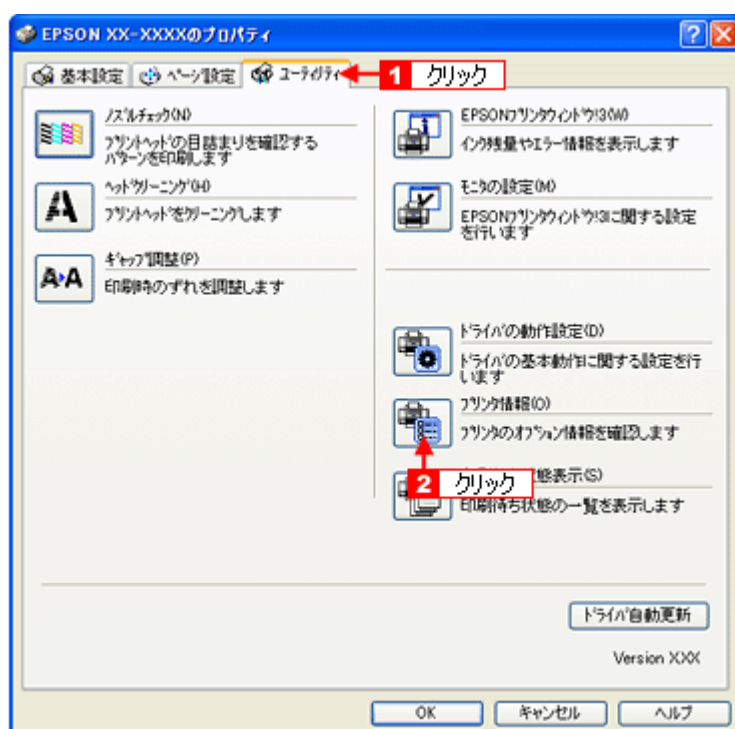 EPSON XX-XXXXのプロパティ
基本設定 ページ設定 ユーティリティ
1 クリック
ノズルチェック(N)
プリントヘッドの目詰まりを確認する
パターンを印刷します
ヘッドクリーニング(H)
プリントヘッドをクリーニングします
ギャップ調整(P)
印刷時のずれを調整します
EPSONプリンタウィンドウ!3(W)
インク残量やエラー情報を表示します
モニタの設定(M)
EPSONプリンタウィンドウ!3に関する設定
を行います
ドライバの動作設定(D)
ドライバの基本動作に関する設定を行
います
プリンタ情報(O)
プリンタのオプション情報を確認します
2 クリック
態表示(S)
印刷待ち状態の一覧を表示します
ドライバ自動更新
Version XXX
OK キャンセル ヘルプ